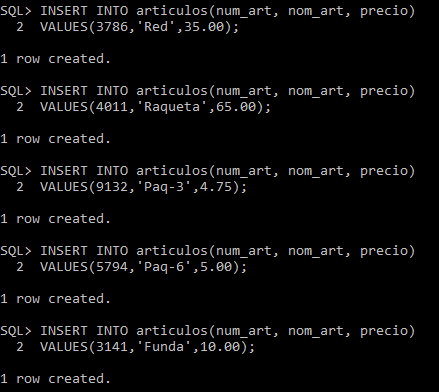 SQL> INSERT INTO articulos(num_art, nom_art, precio)
  2  VALUES(3786,'Red',35.00);
1 row created.
SQL> INSERT INTO articulos(num_art, nom_art, precio)
  2  VALUES(4011,'Raqueta',65.00);
1 row created.
SQL> INSERT INTO articulos(num_art, nom_art, precio)
  2  VALUES(9132,'Paq-3',4.75);
1 row created.
SQL> INSERT INTO articulos(num_art, nom_art, precio)
  2  VALUES(5794,'Paq-6',5.00);
1 row created.
SQL> INSERT INTO articulos(num_art, nom_art, precio)
  2  VALUES(3141,'Funda',10.00);
1 row created.